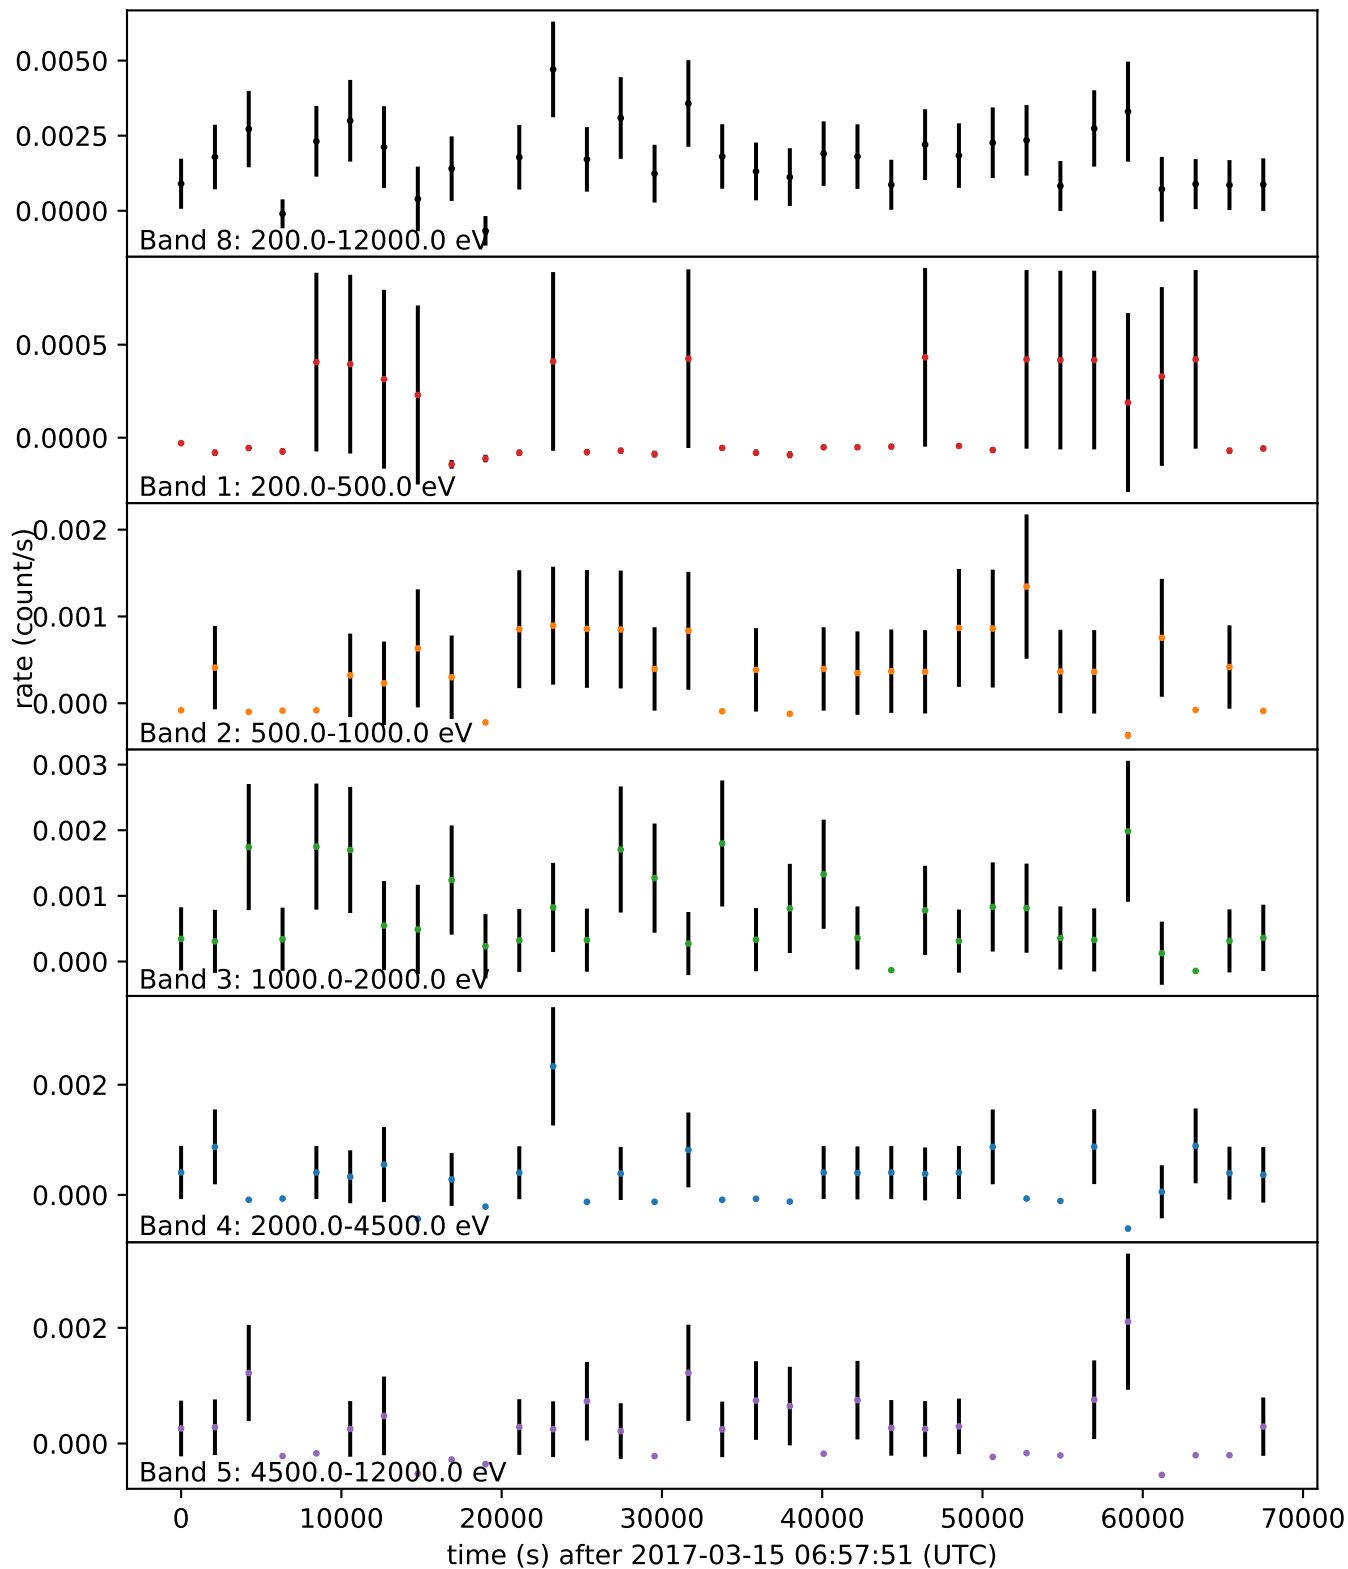 0.0050
0.0025
0.0000
Band 8: 200.0-12000.0 eV
0.0005
0.0000
Band 1: 200.0-500.0 eV
rate (count/s)
0.002
0.001
0.000
Band 2: 500.0-1000.0 eV
0.003
0.002
0.001
0.000
Band 3: 1000.0-2000.0 eV
0.002
0.000
Band 4: 2000.0-4500.0 eV
0.002
0.000
Band 5: 4500.0-12000.0 eV
0 10000 20000 30000 40000 50000 60000 70000
time (s) after 2017-03-15 06:57:51 (UTC)